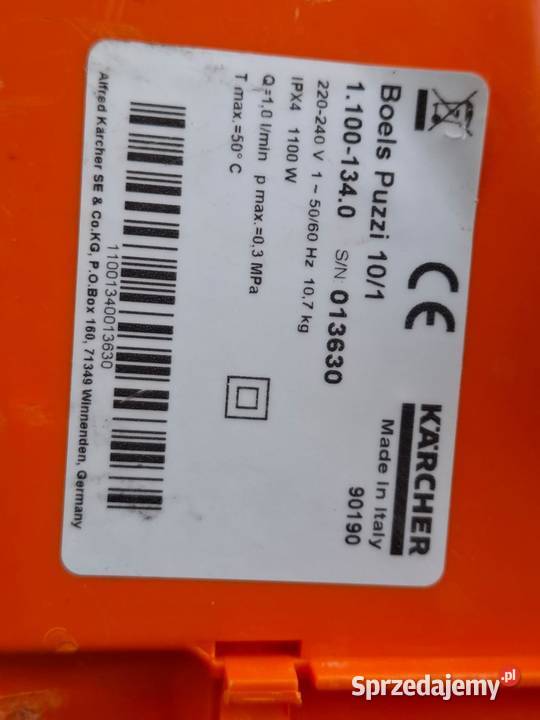 KÄRCHER
Made in Italy
90190
Boels Puzzi 10/1
1.100-134.0 S/N: 013630
220-240 V 1~ 50/60 Hz 10,7 kg
IPX4 1100 W
Q=1,0 l/min p max.=0,3 MPa
T max.=50°C
11001340013630
Alfred Kärcher SE & Co.KG, P.O.Box 160, 71349 Winnenden, Germany
Sprzedajemy.pl